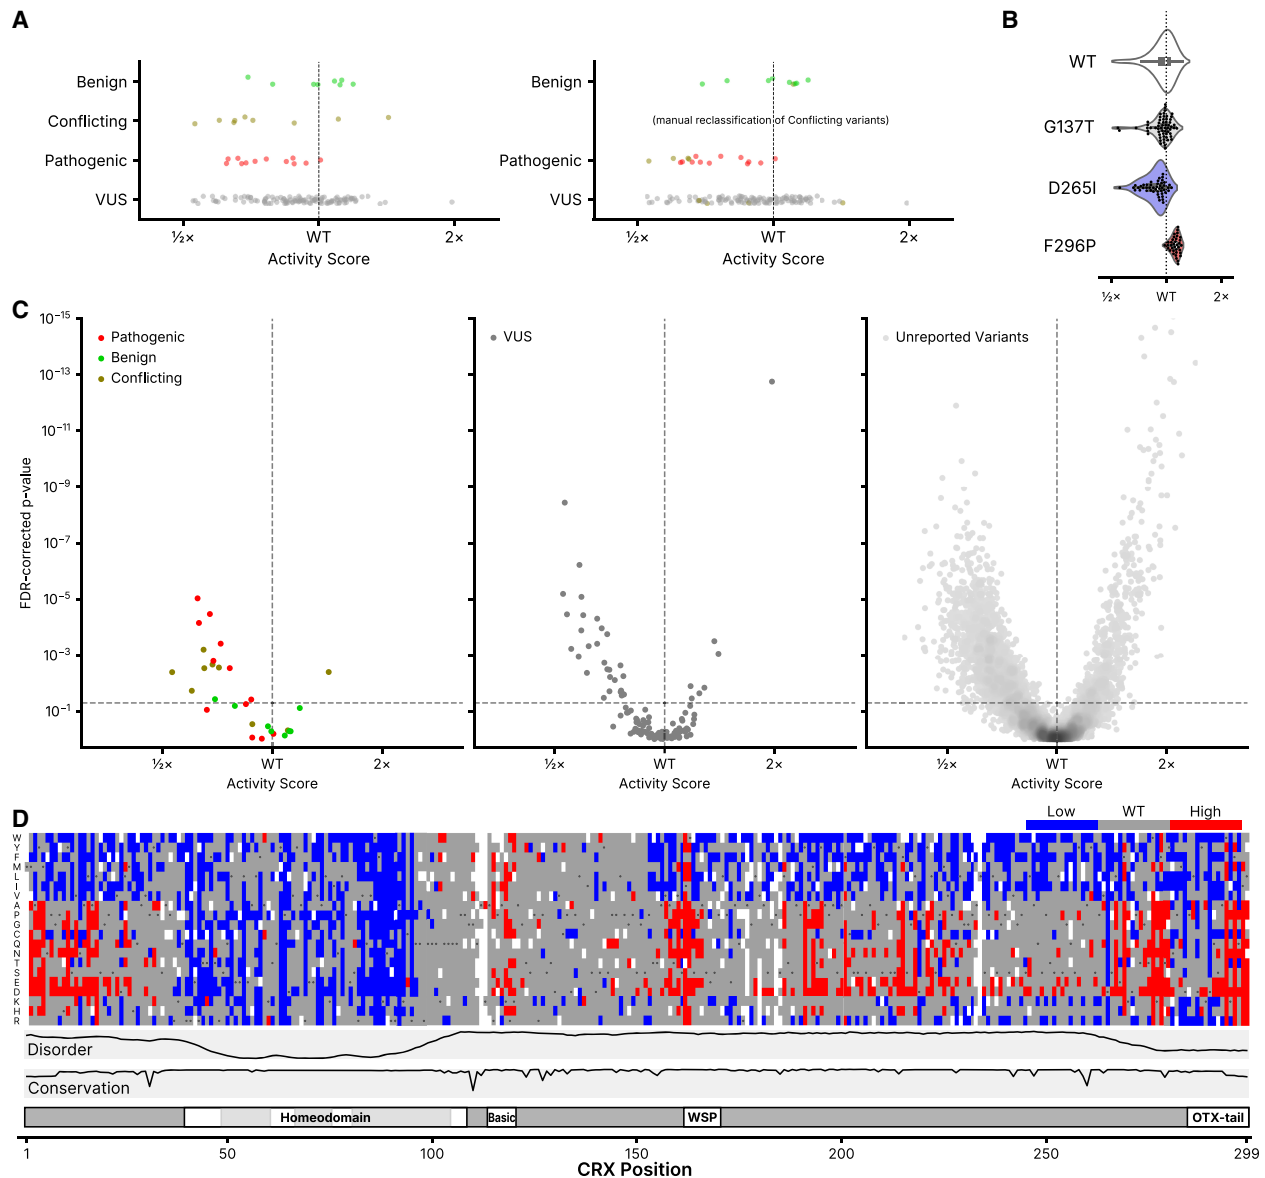 A
Benign
Conflicting
Pathogenic
VUS
½×
WT
2×
Activity Score
Benign
(manual reclassification of Conflicting variants)
Pathogenic
VUS
½×
WT
2×
Activity Score
B
WT
G137T
D265I
F296P
½×
WT
2×
C
FDR-corrected p-value
10⁻¹⁵
10⁻¹³
10⁻¹¹
10⁻⁹
10⁻⁷
10⁻⁵
10⁻³
10⁻¹
Pathogenic
Benign
Conflicting
½×
WT
2×
Activity Score
VUS
½×
WT
2×
Activity Score
Unreported Variants
½×
WT
2×
Activity Score
D
Low
WT
High
W
Y
F
M
L
I
V
A
P
G
C
Q
N
T
S
E
D
K
H
R
Disorder
Conservation
Homeodomain
Basic
WSP
OTX-tail
1
50
100
150
200
250
299
CRX Position